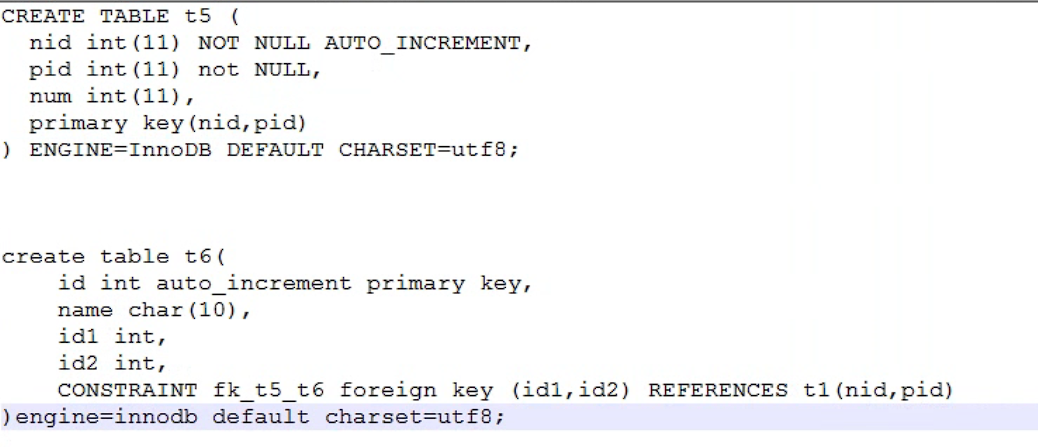 CREATE TABLE t5 (
  nid int(11) NOT NULL AUTO_INCREMENT,
  pid int(11) not NULL,
  num int(11),
  primary key(nid,pid)
) ENGINE=InnoDB DEFAULT CHARSET=utf8;
create table t6(
    id int auto_increment primary key,
    name char(10),
    id1 int,
    id2 int,
    CONSTRAINT fk_t5_t6 foreign key (id1,id2) REFERENCES t1(nid,pid)
)engine=innodb default charset=utf8;